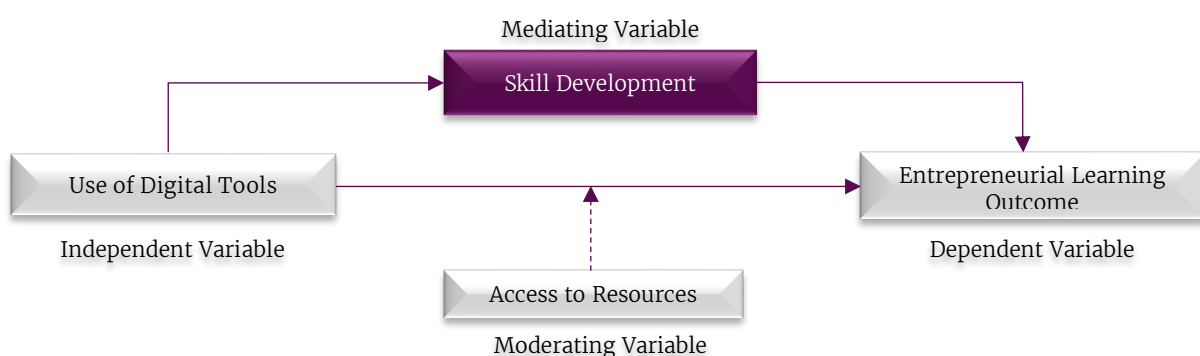 Mediating Variable
Skill Development
Use of Digital Tools
Entrepreneurial Learning
Outcome
Independent Variable
Dependent Variable
Access to Resources
Moderating Variable